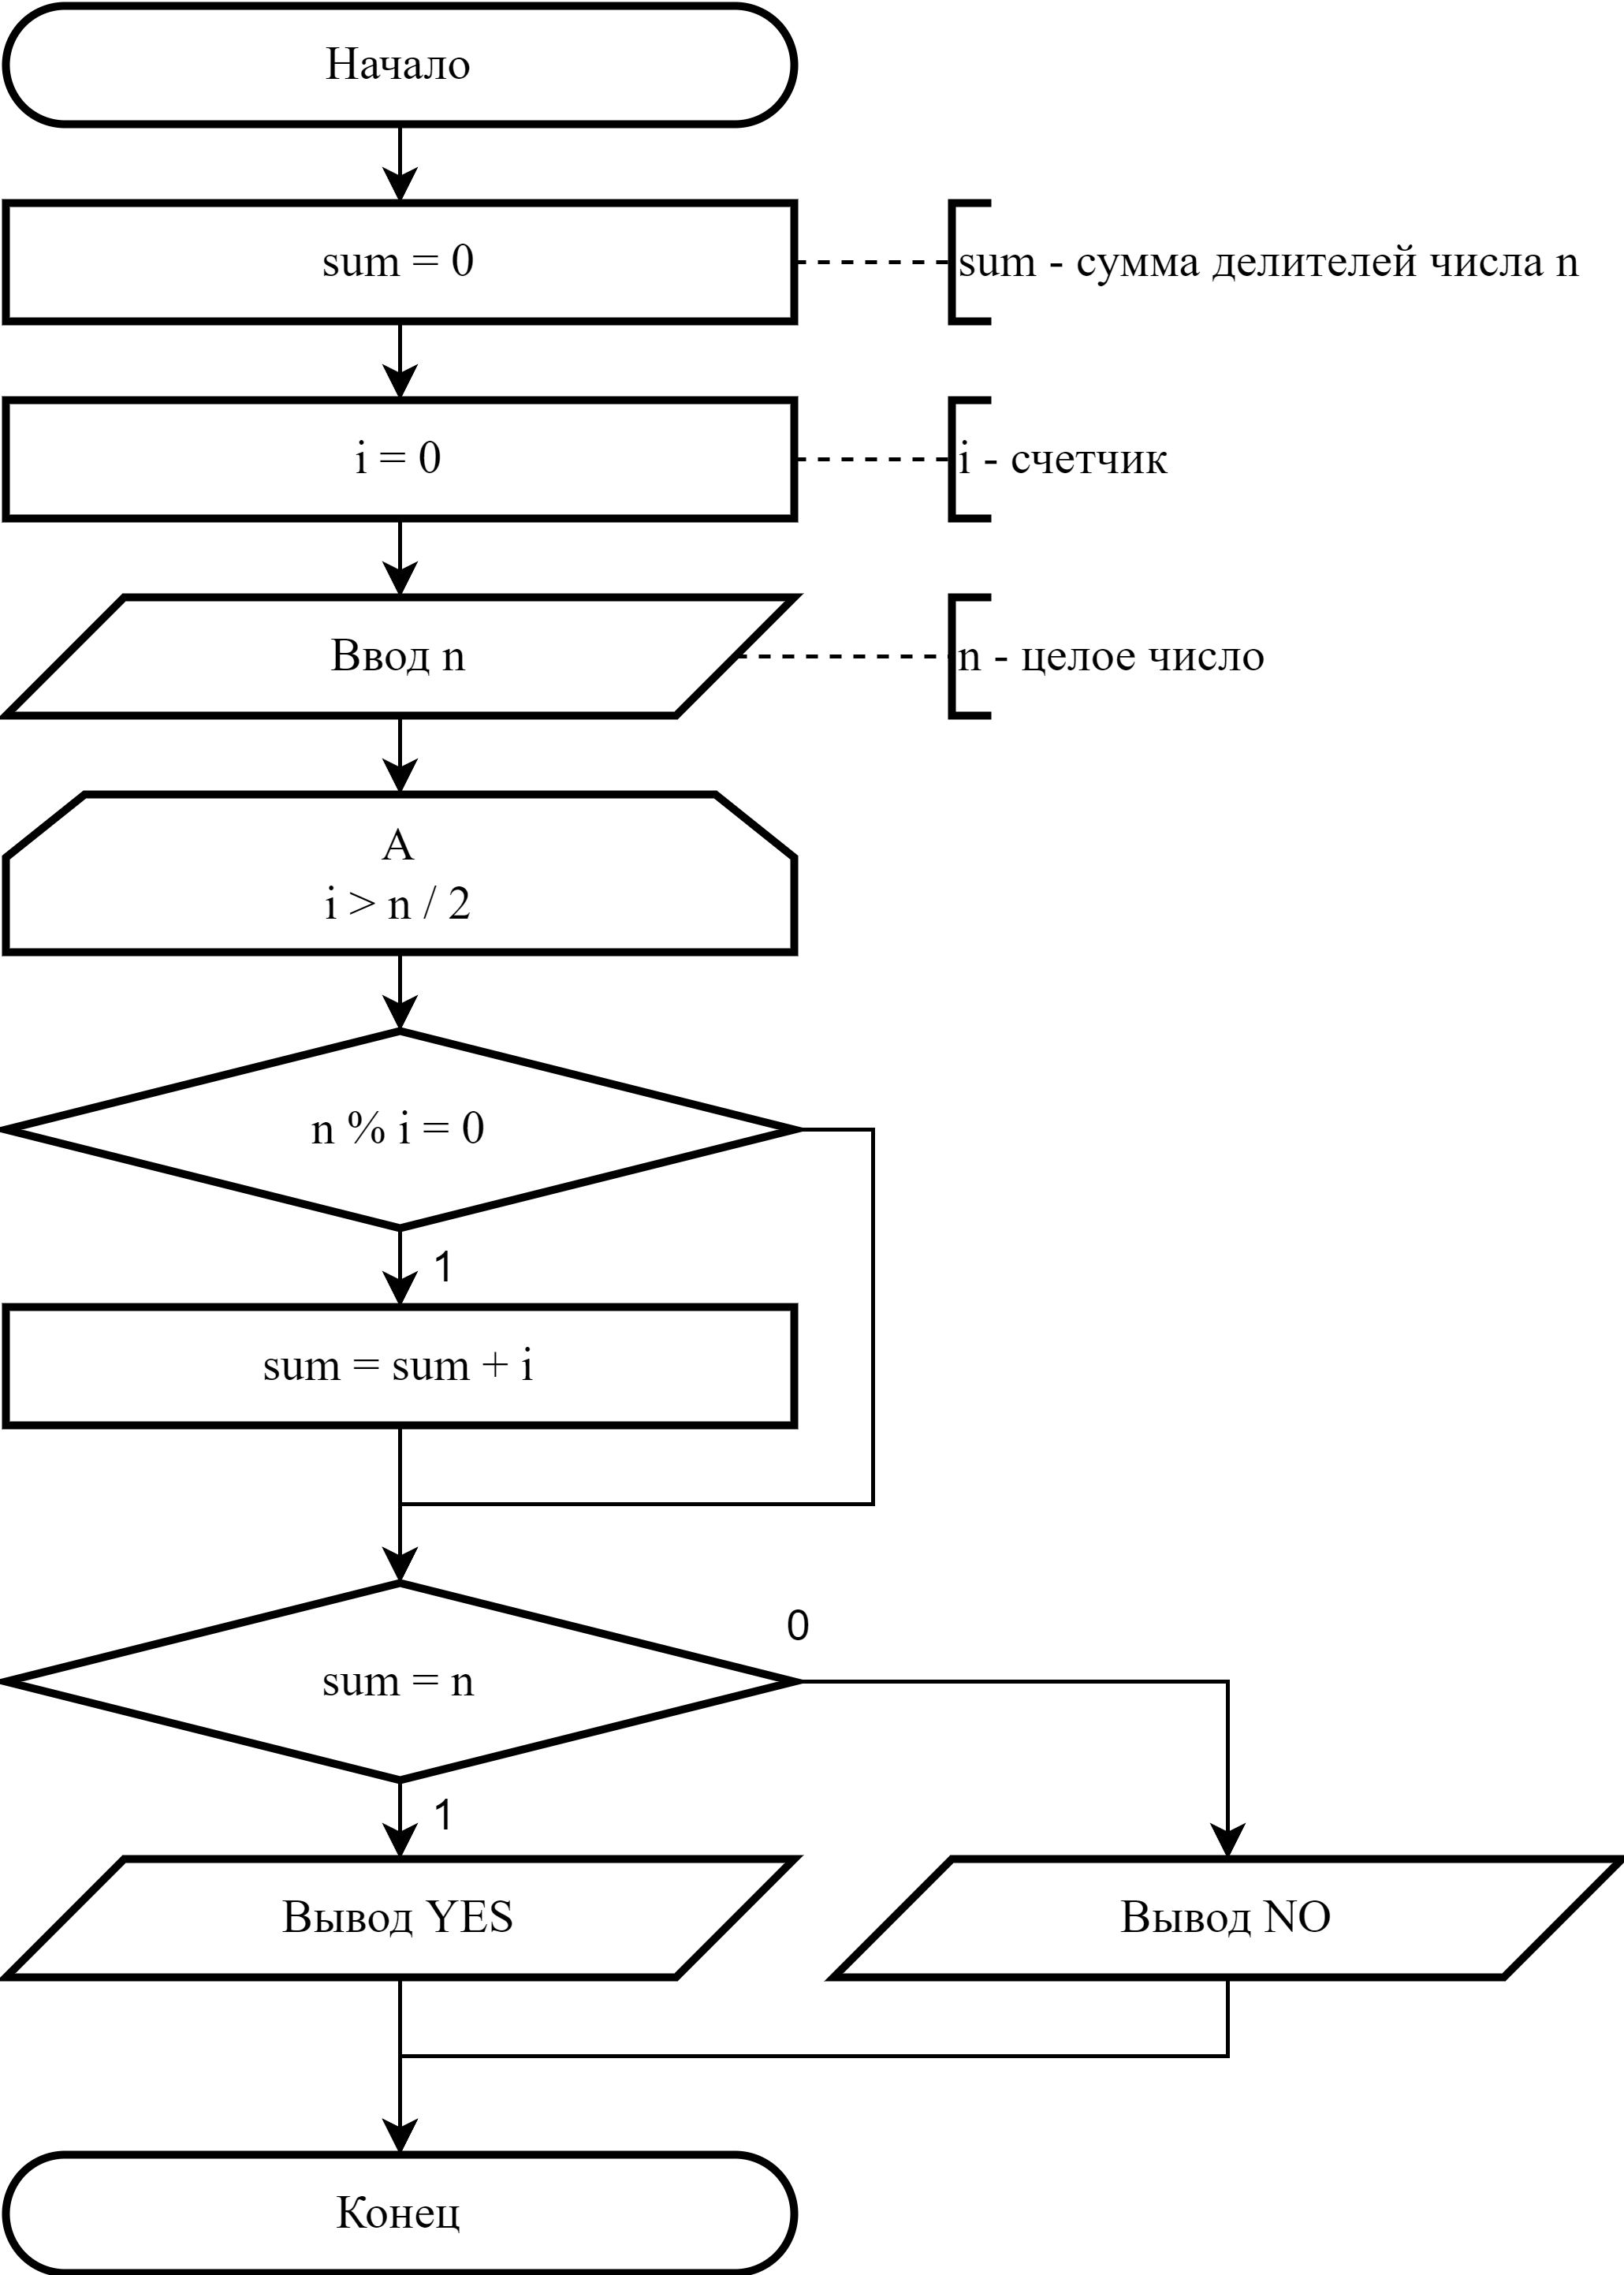 Начало
sum = 0
sum - сумма делителей числа n
i = 0
i - счетчик
Ввод n
n - целое число
A
i > n / 2
n % i = 0
1
sum = sum + i
0
sum = n
1
Вывод YES
Вывод NO
Конец